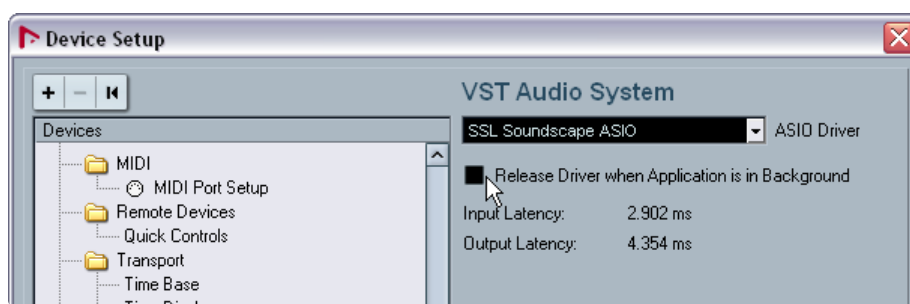 Device Setup
VST Audio System
Devices
SSL Soundscape ASIO
ASIO Driver
MIDI
MIDI Port Setup
Remote Devices
Quick Controls
Transport
Time Base
Release Driver when Application is in Background
Input Latency: 2.902 ms
Output Latency: 4.354 ms